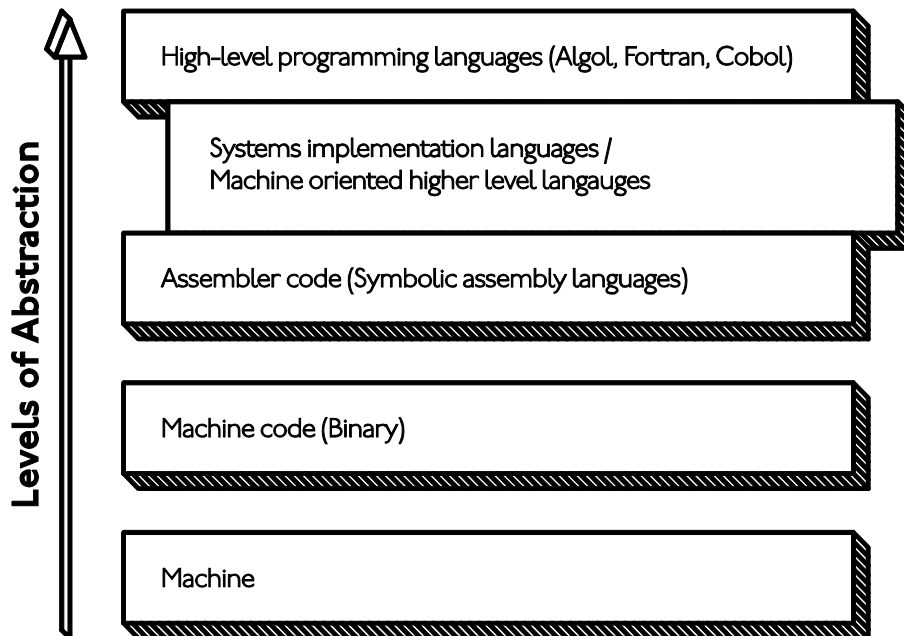 Levels of Abstraction
High-level programming languages (Algol, Fortran, Cobol)
Systems implementation languages /
Machine oriented higher level langauges
Assembler code (Symbolic assembly languages)
Machine code (Binary)
Machine